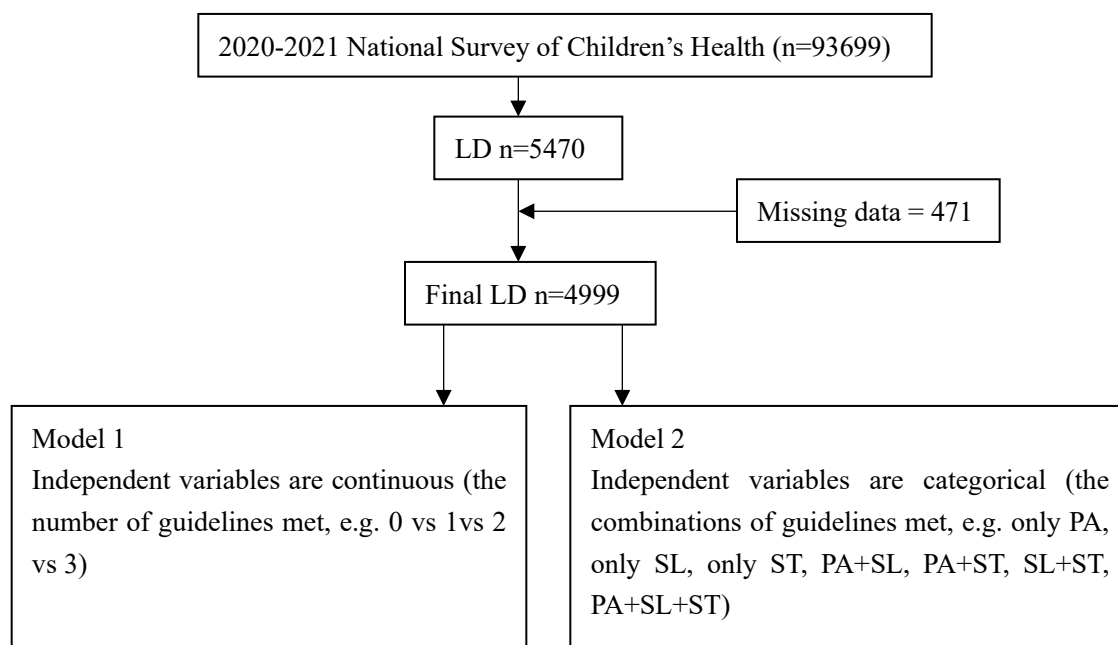 2020-2021 National Survey of Children’s Health (n=93699)
LD n=5470
Missing data = 471
Final LD n=4999
Model 1
Independent variables are continuous (the
number of guidelines met, e.g. 0 vs 1vs 2
vs 3)
Model 2
Independent variables are categorical (the
combinations of guidelines met, e.g. only PA,
only SL, only ST, PA+SL, PA+ST, SL+ST,
PA+SL+ST)